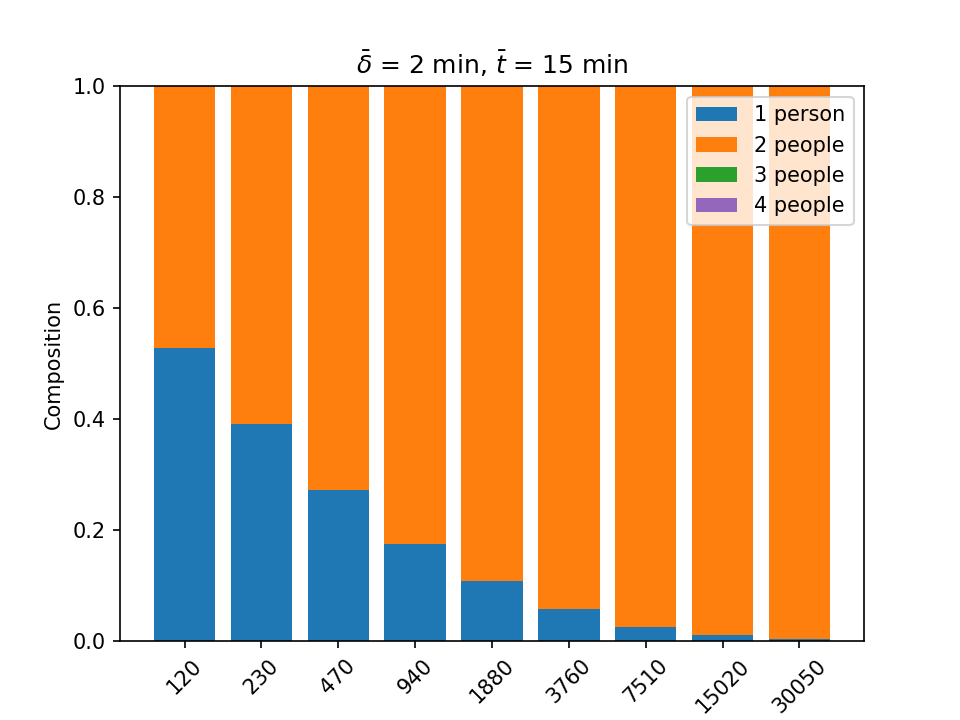 δ̄ = 2 min, t̄ = 15 min
1.0
0.8
0.6
0.4
0.2
0.0
Composition
1 person
2 people
3 people
4 people
120
230
470
940
1880
3760
7510
15020
30050